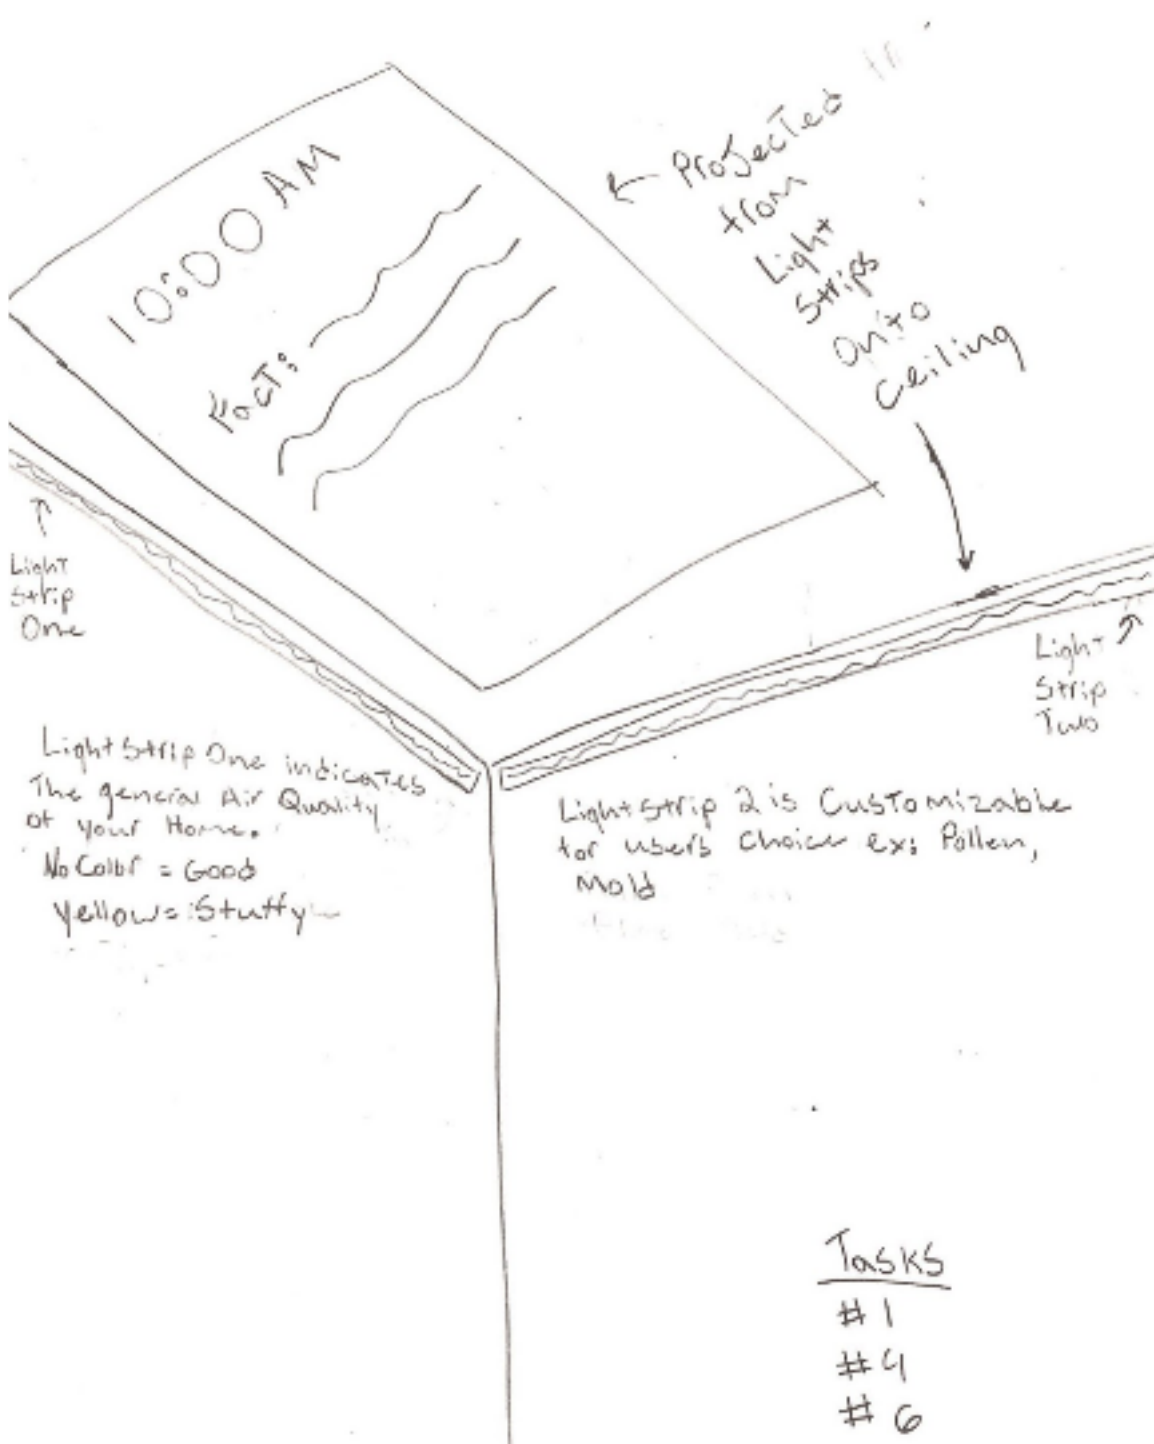 10:00 AM
Fact:
← Projected
from
Light
Strips
Onto
Ceiling
Light
Strip
One
Light
Strip
Two
Light Strip One indicates
The general Air Quality
of your Home.
No Color = Good
Yellow = Stuffy
Light Strip 2 is Customizable
for users Choice ex: Pollen,
Mold
Tasks
#1
#4
#6